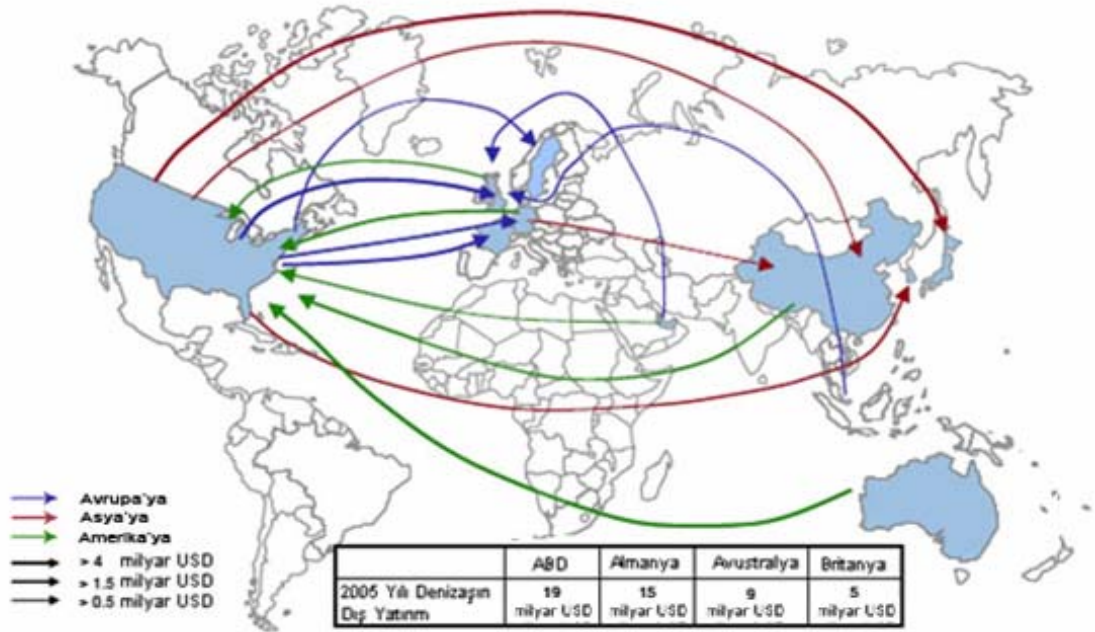 Avrupa'ya
Asya'ya
Amerika'ya
> 4 milyar USD
> 1.5 milyar USD
> 0.5 milyar USD
ABD Almanya Avustralya Britanya
2005 Yılı Denizaşırı 19 15 9 5
Dış Yatırım milyar USD milyar USD milyar USD milyar USD